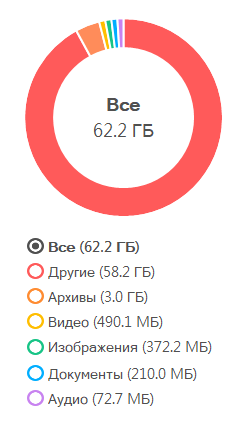 Все
62.2 ГБ
Все (62.2 ГБ)
Другие (58.2 ГБ)
Архивы (3.0 ГБ)
Видео (490.1 МБ)
Изображения (372.2 МБ)
Документы (210.0 МБ)
Аудио (72.7 МБ)